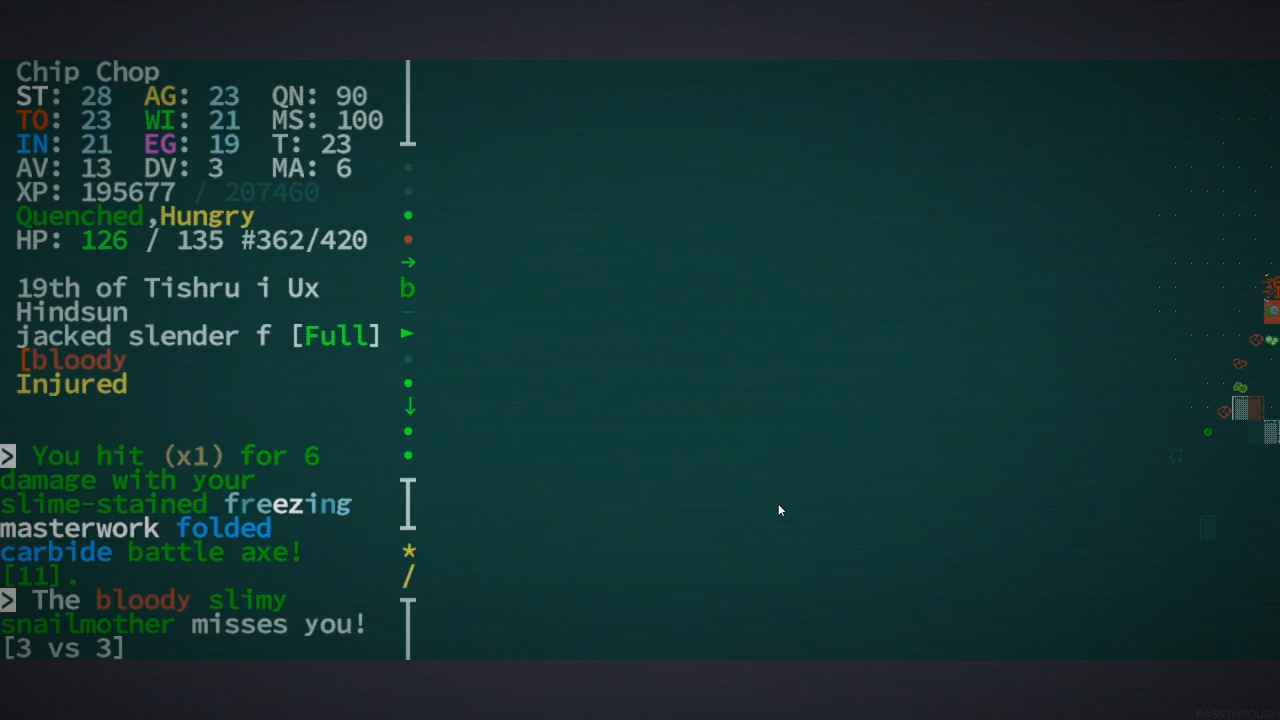 Chip Chop
ST: 28 AG: 23 QN: 90
TO: 23 WI: 21 MS: 100
IN: 21 EG: 19 T: 23
AV: 13 DV: 3 MA: 6
XP: 195677 / 207460
Quenched,Hungry
HP: 126 / 135 #362/420
19th of Tishru i Ux
Hindsun
jacked slender f [Full]
[bloody
Injured
> You hit (x1) for 6
damage with your
slime-stained freezing
masterwork folded
carbide battle axe!
[11].
> The bloody slimy
snailmother misses you!
[3 vs 3]
b
*
/
PASSTHROUGH